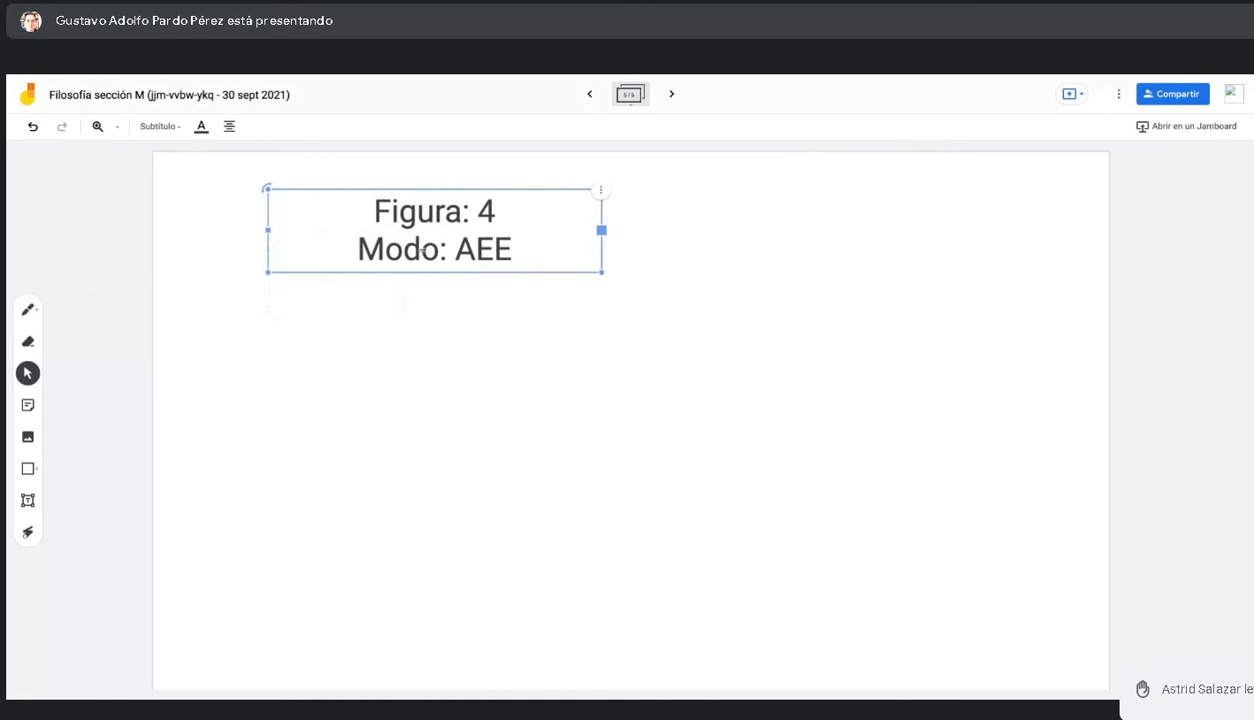 Gustavo Adolfo Pardo Pérez está presentando
Filosofía sección M (jjm-vvbw-ykq - 30 sept 2021)
5/5
Compartir
Subtítulo
A
Abrir en un Jamboard
Figura: 4
Modo: AEE
Astrid Salazar le